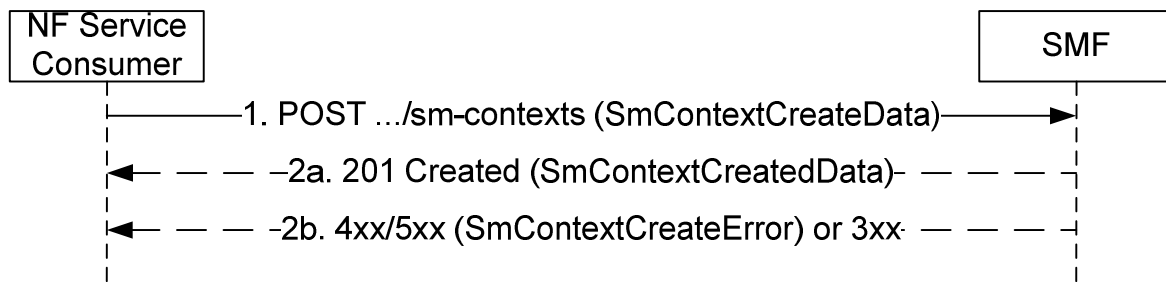 NF Service
Consumer
SMF
1. POST .../sm-contexts (SmContextCreateData)
2a. 201 Created (SmContextCreatedData)
2b. 4xx/5xx (SmContextCreateError) or 3xx